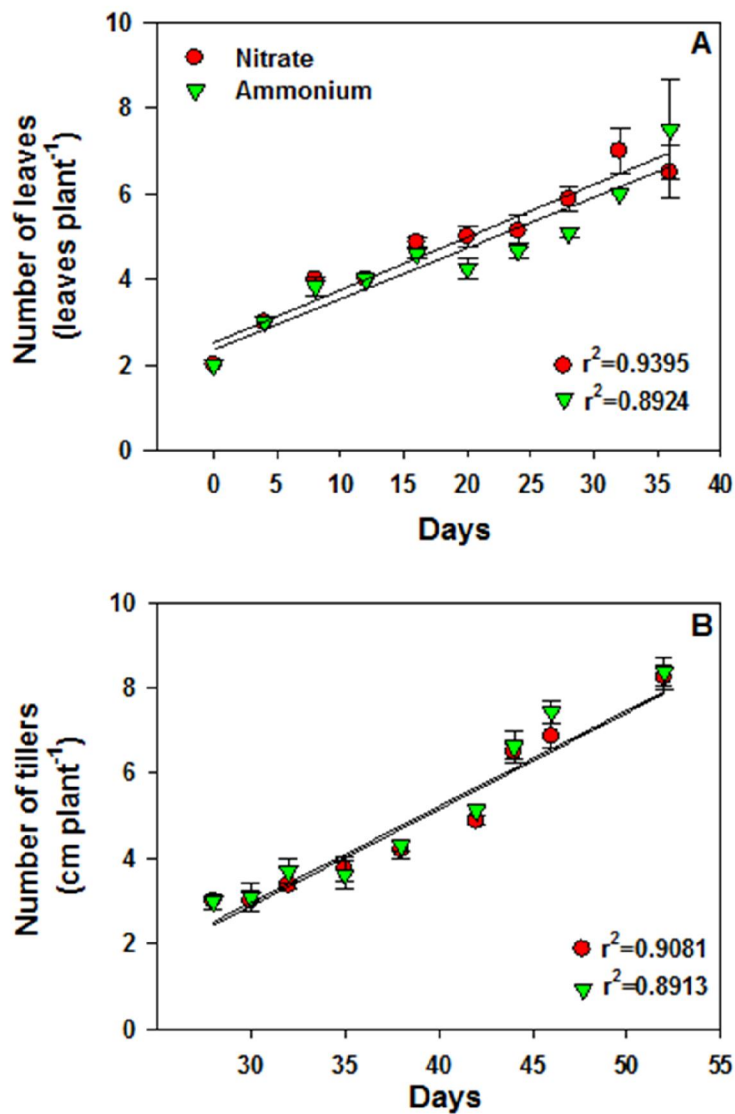 10
A
Nitrate
Ammonium
8
6
4
2
0
Number of leaves
(leaves plant⁻¹)
r²=0.9395
r²=0.8924
0 5 10 15 20 25 30 35 40
Days
10
B
8
6
4
2
0
Number of tillers
(cm plant⁻¹)
r²=0.9081
r²=0.8913
30 35 40 45 50 55
Days